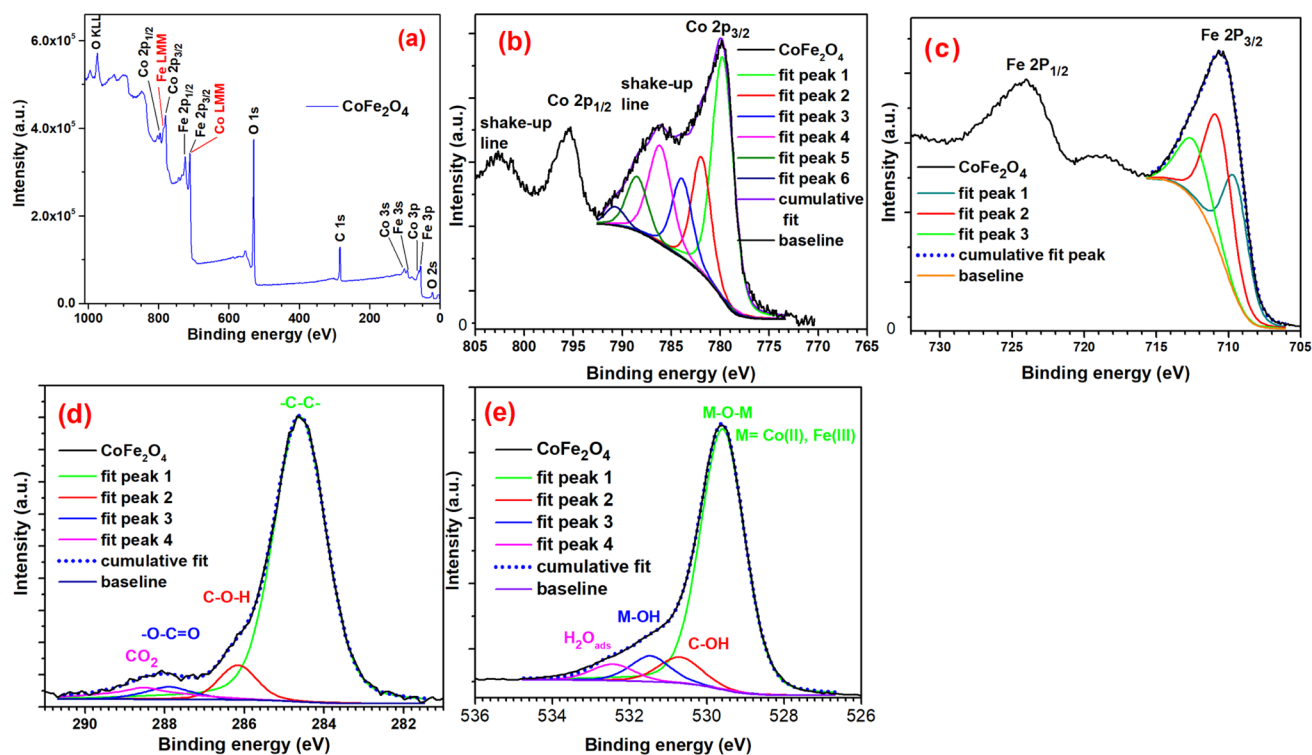 (a)
6.0×10⁵
4.0×10⁵
2.0×10⁵
0.0
Intensity (a.u.)
O KLL
Co 2p1/2
Fe LMM
Co 2p3/2
Fe 2p1/2
Fe 2p3/2
Co LMM
O 1s
C 1s
Co 3s
Fe 3s
Co 3p
Fe 3p
O 2s
CoFe₂O₄
1000 800 600 400 200 0
Binding energy (eV)
(b)
Co 2p3/2
Co 2p1/2
shake-up
line
shake-up
line
CoFe₂O₄
fit peak 1
fit peak 2
fit peak 3
fit peak 4
fit peak 5
fit peak 6
cumulative
fit
baseline
Intensity (a.u.)
0
805 800 795 790 785 780 775 770 765
Binding energy (eV)
(c)
Fe 2P3/2
Fe 2P1/2
CoFe₂O₄
fit peak 1
fit peak 2
fit peak 3
cumulative fit peak
baseline
Intensity (a.u.)
0
730 725 720 715 710 705
Binding energy (eV)
(d)
-C-C-
CoFe₂O₄
fit peak 1
fit peak 2
fit peak 3
fit peak 4
cumulative fit
baseline
C-O-H
-O-C=O
CO₂
Intensity (a.u.)
290 288 286 284 282
Binding energy (eV)
(e)
M-O-M
M= Co(II), Fe(III)
CoFe₂O₄
fit peak 1
fit peak 2
fit peak 3
fit peak 4
cumulative fit
baseline
M-OH
H₂Oads
C-OH
Intensity (a.u.)
536 534 532 530 528 526
Binding energy (eV)